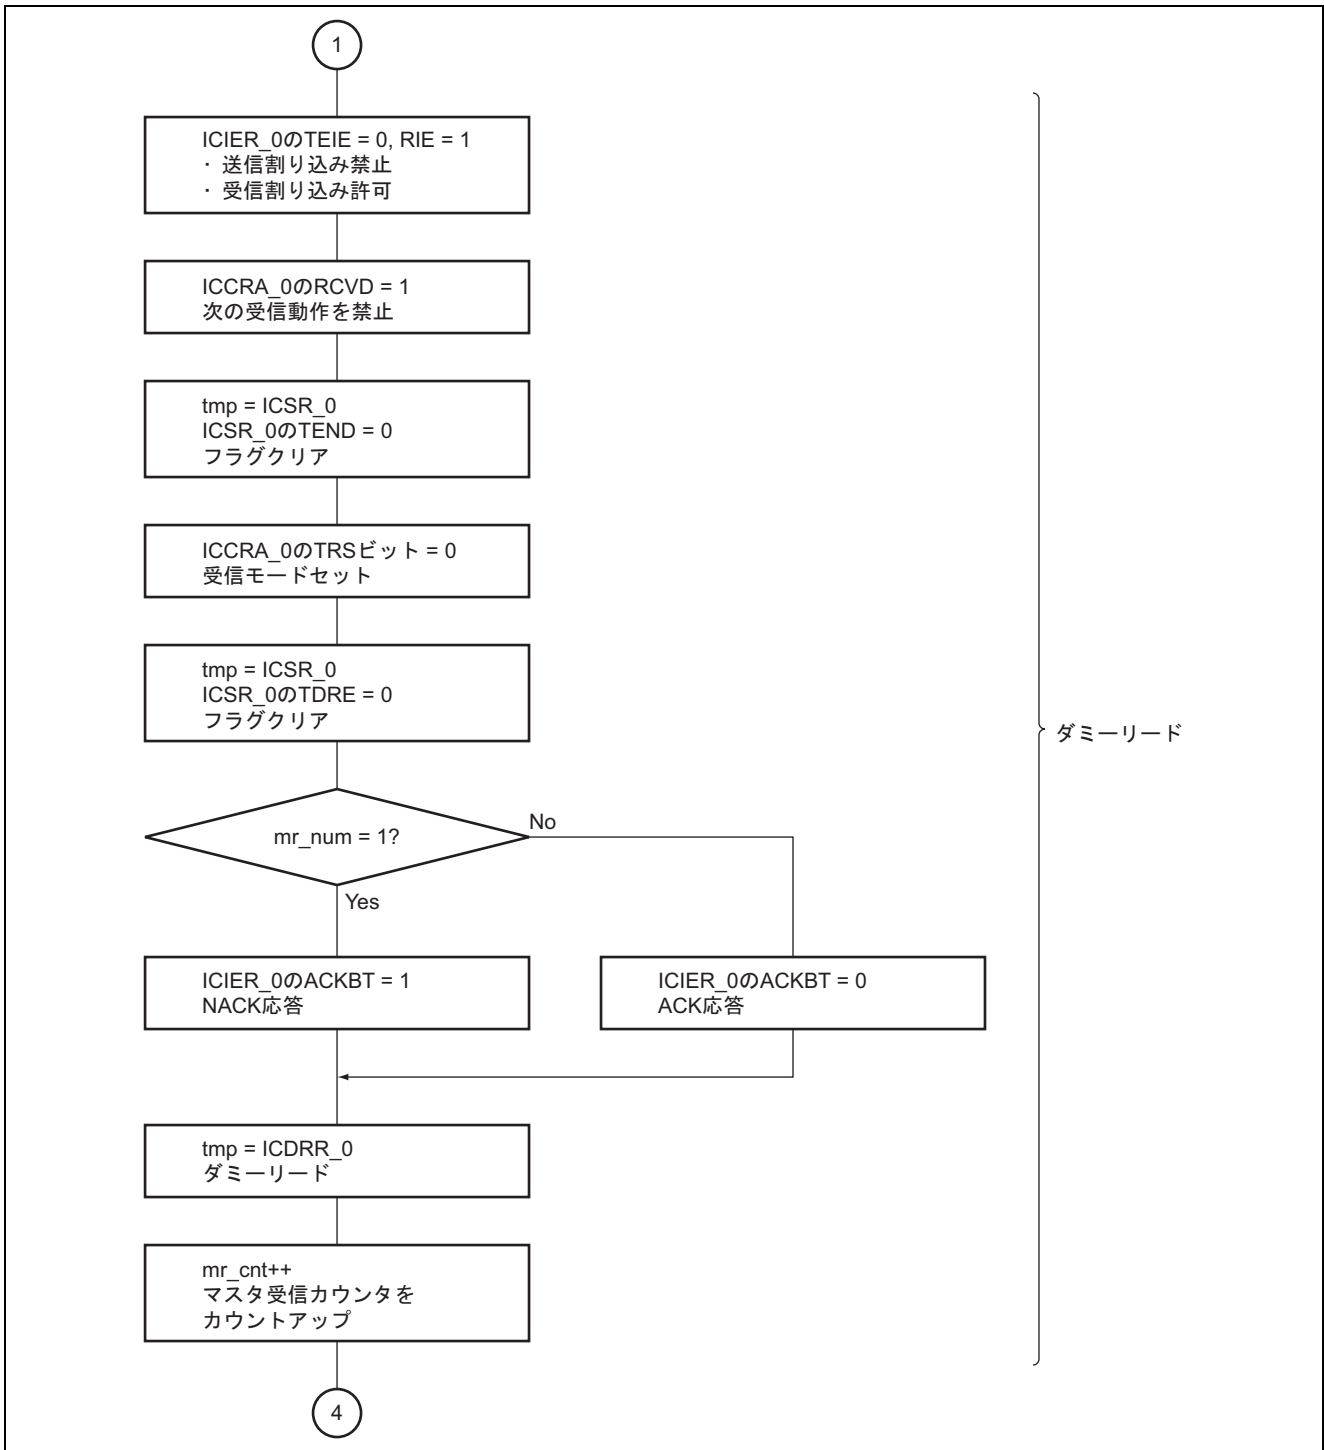 1
ICIER_0のTEIE = 0, RIE = 1
・ 送信割り込み禁止
・ 受信割り込み許可
ICCRA_0のRCVD = 1
次の受信動作を禁止
tmp = ICSR_0
ICSR_0のTEND = 0
フラグクリア
ICCRA_0のTRSビット = 0
受信モードセット
tmp = ICSR_0
ICSR_0のTDRE = 0
フラグクリア
ダミーリード
mr_num = 1?
No
Yes
ICIER_0のACKBT = 1
NACK応答
ICIER_0のACKBT = 0
ACK応答
tmp = ICDRR_0
ダミーリード
mr_cnt++
マスタ受信カウンタを
カウントアップ
4